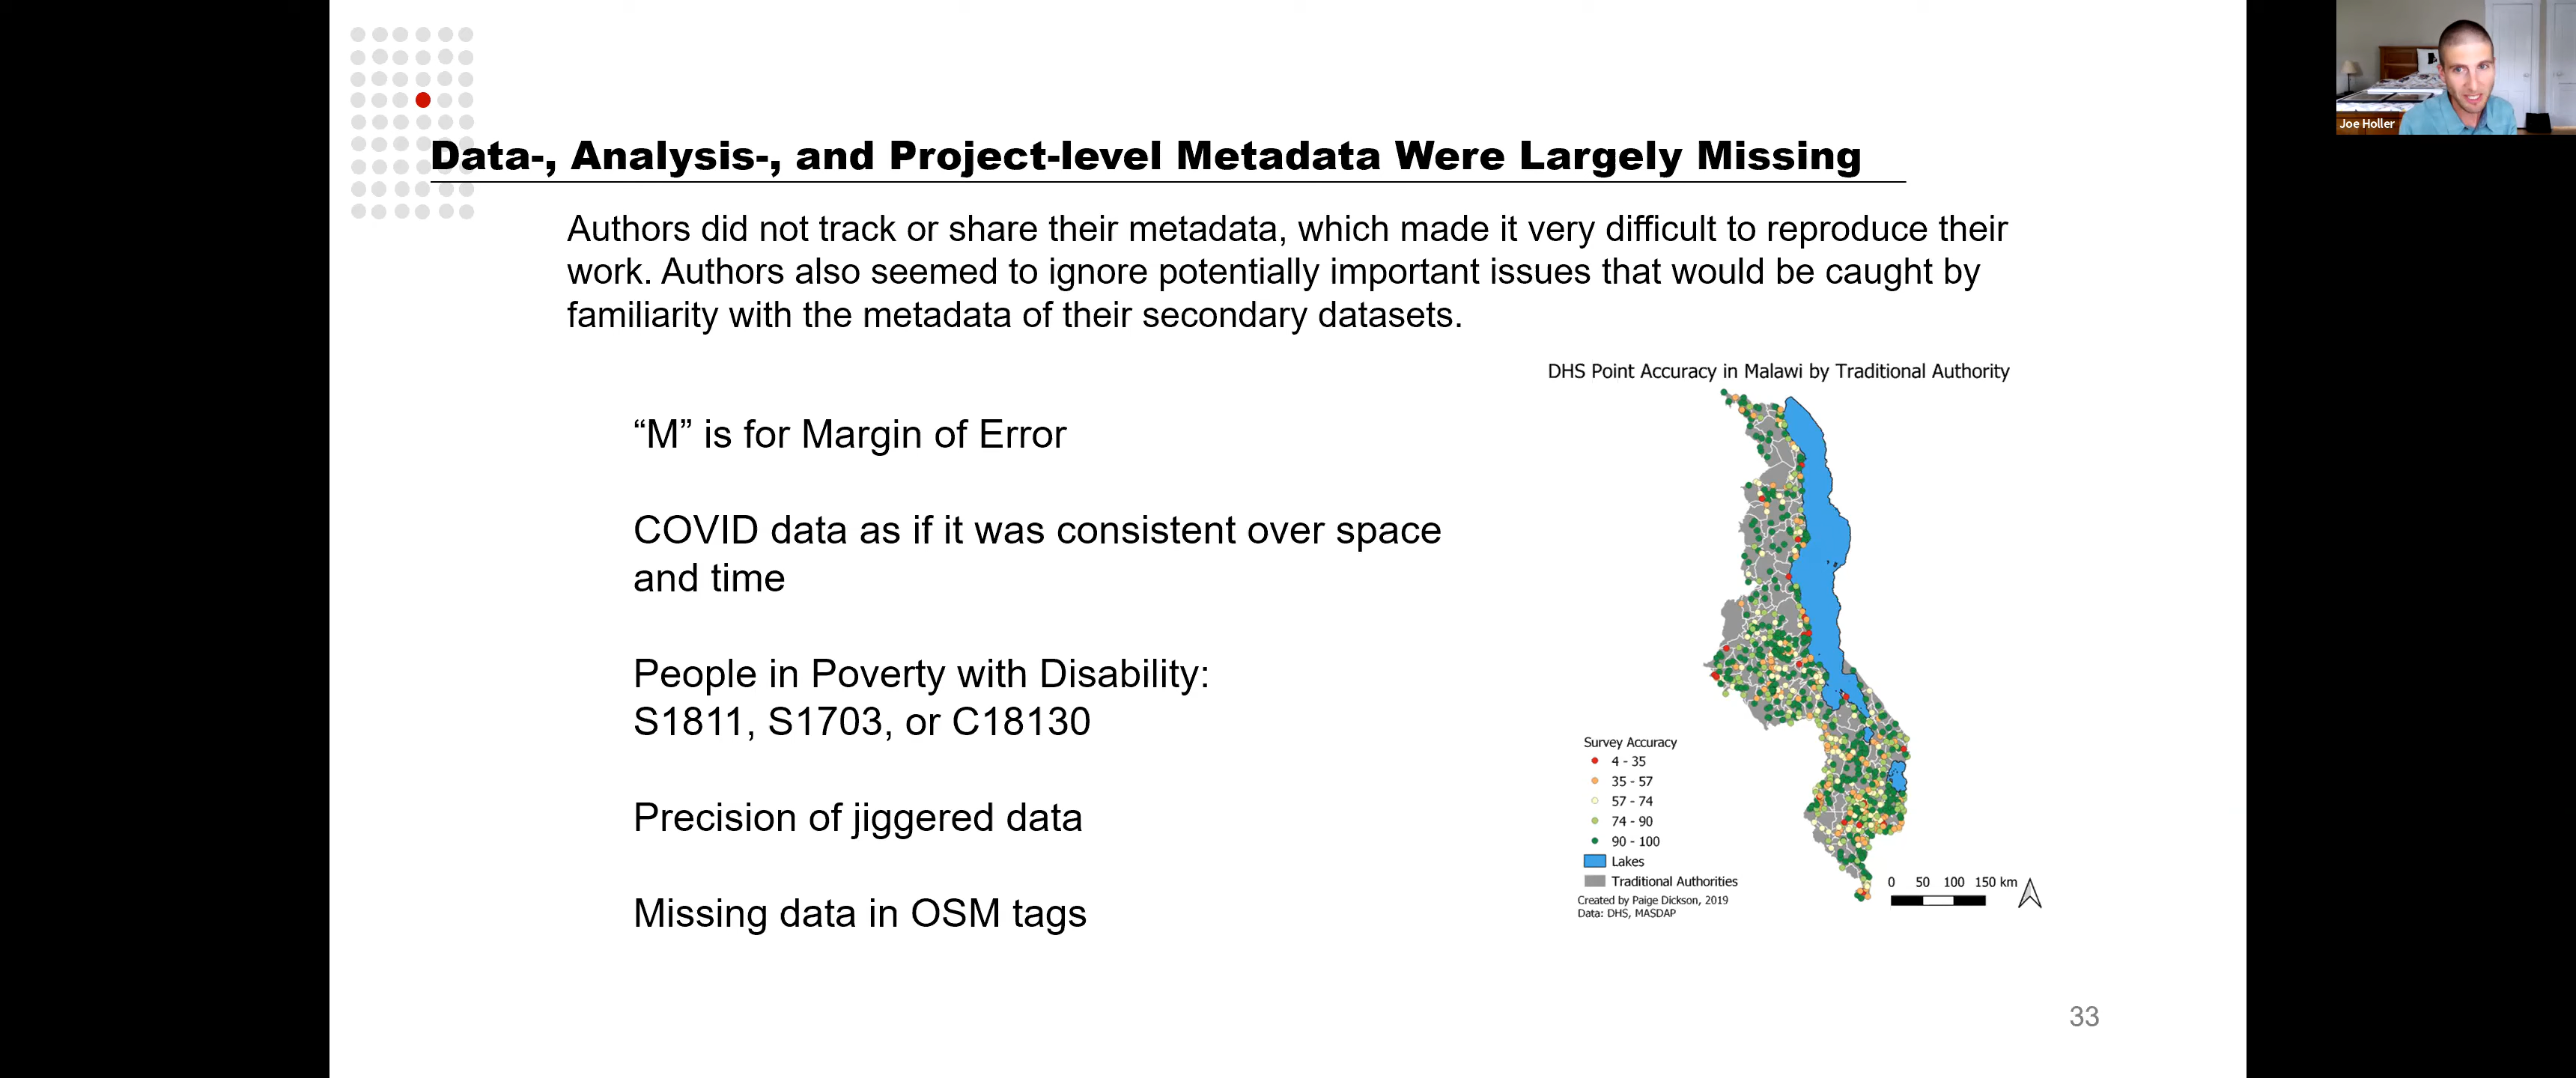 Joe Holler
Data-, Analysis-, and Project-level Metadata Were Largely Missing
Authors did not track or share their metadata, which made it very difficult to reproduce their
work. Authors also seemed to ignore potentially important issues that would be caught by
familiarity with the metadata of their secondary datasets.
“M” is for Margin of Error
COVID data as if it was consistent over space
and time
People in Poverty with Disability:
S1811, S1703, or C18130
Precision of jiggered data
Missing data in OSM tags
DHS Point Accuracy in Malawi by Traditional Authority
Survey Accuracy
4 - 35
35 - 57
57 - 74
74 - 90
90 - 100
Lakes
Traditional Authorities
Created by Paige Dickson, 2019
Data: DHS, MASDAP
0 50 100 150 km
33